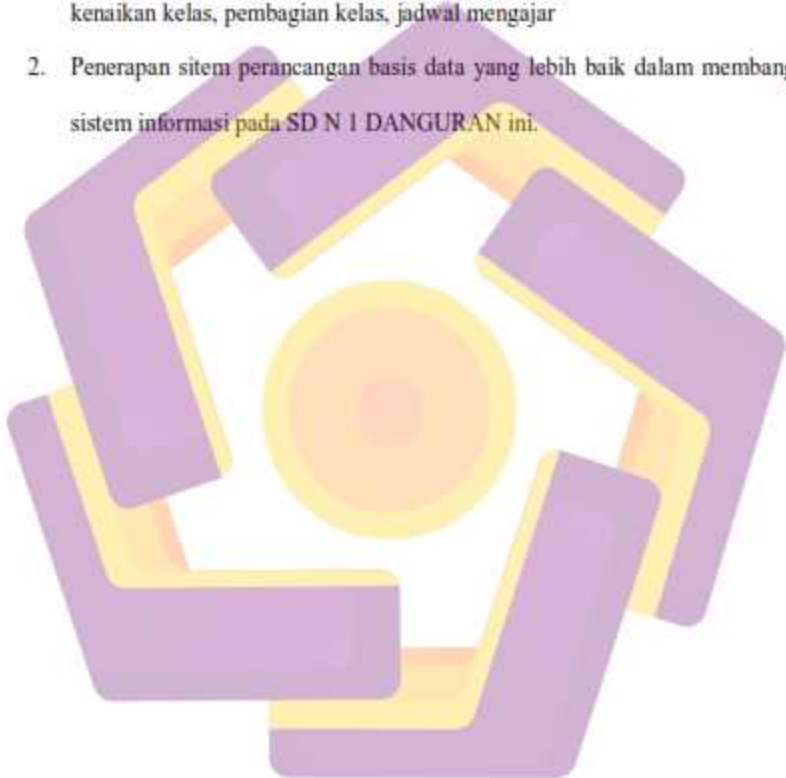 kenaikan kelas, pembagian kelas, jadwal mengajar
2. Penerapan sitem perancangan basis data yang lebih baik dalam membang
sistem informasi pada SD N 1 DANGURAN ini.